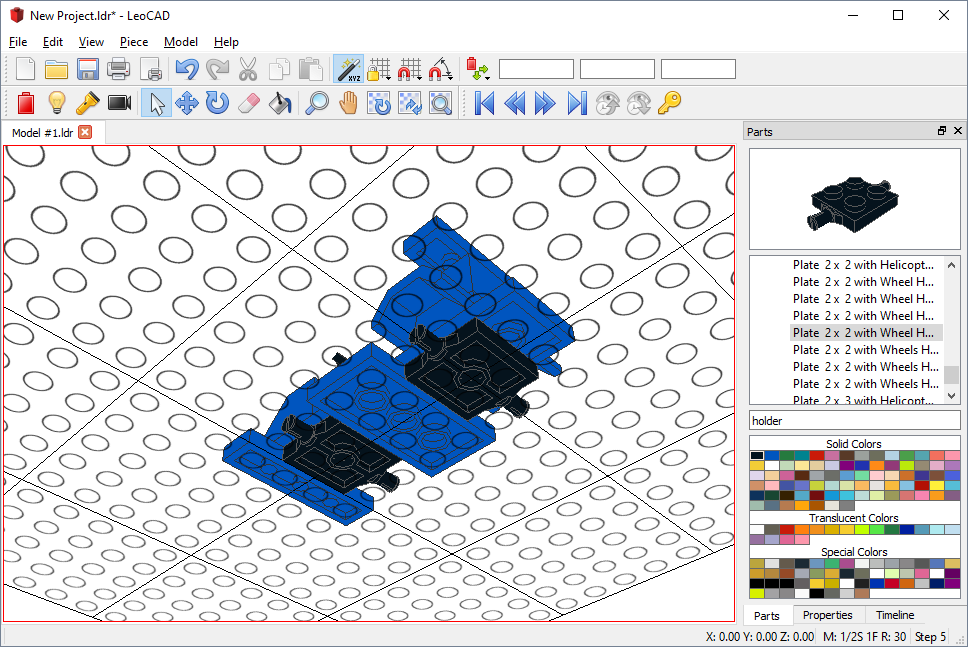 New Project.ldr* - LeoCAD
File Edit View Piece Model Help
XYZ
Model #1.ldr
Parts
Plate 2 x 2 with Helicopt...
Plate 2 x 2 with Wheel H...
Plate 2 x 2 with Wheel H...
Plate 2 x 2 with Wheel H...
Plate 2 x 2 with Wheel H...
Plate 2 x 2 with Wheels H...
Plate 2 x 2 with Wheels H...
Plate 2 x 2 with Wheels H...
Plate 2 x 3 with Helicopt...
holder
Solid Colors
Translucent Colors
Special Colors
Parts Properties Timeline
X: 0.00 Y: 0.00 Z: 0.00 M: 1/2S 1F R: 30 Step 5